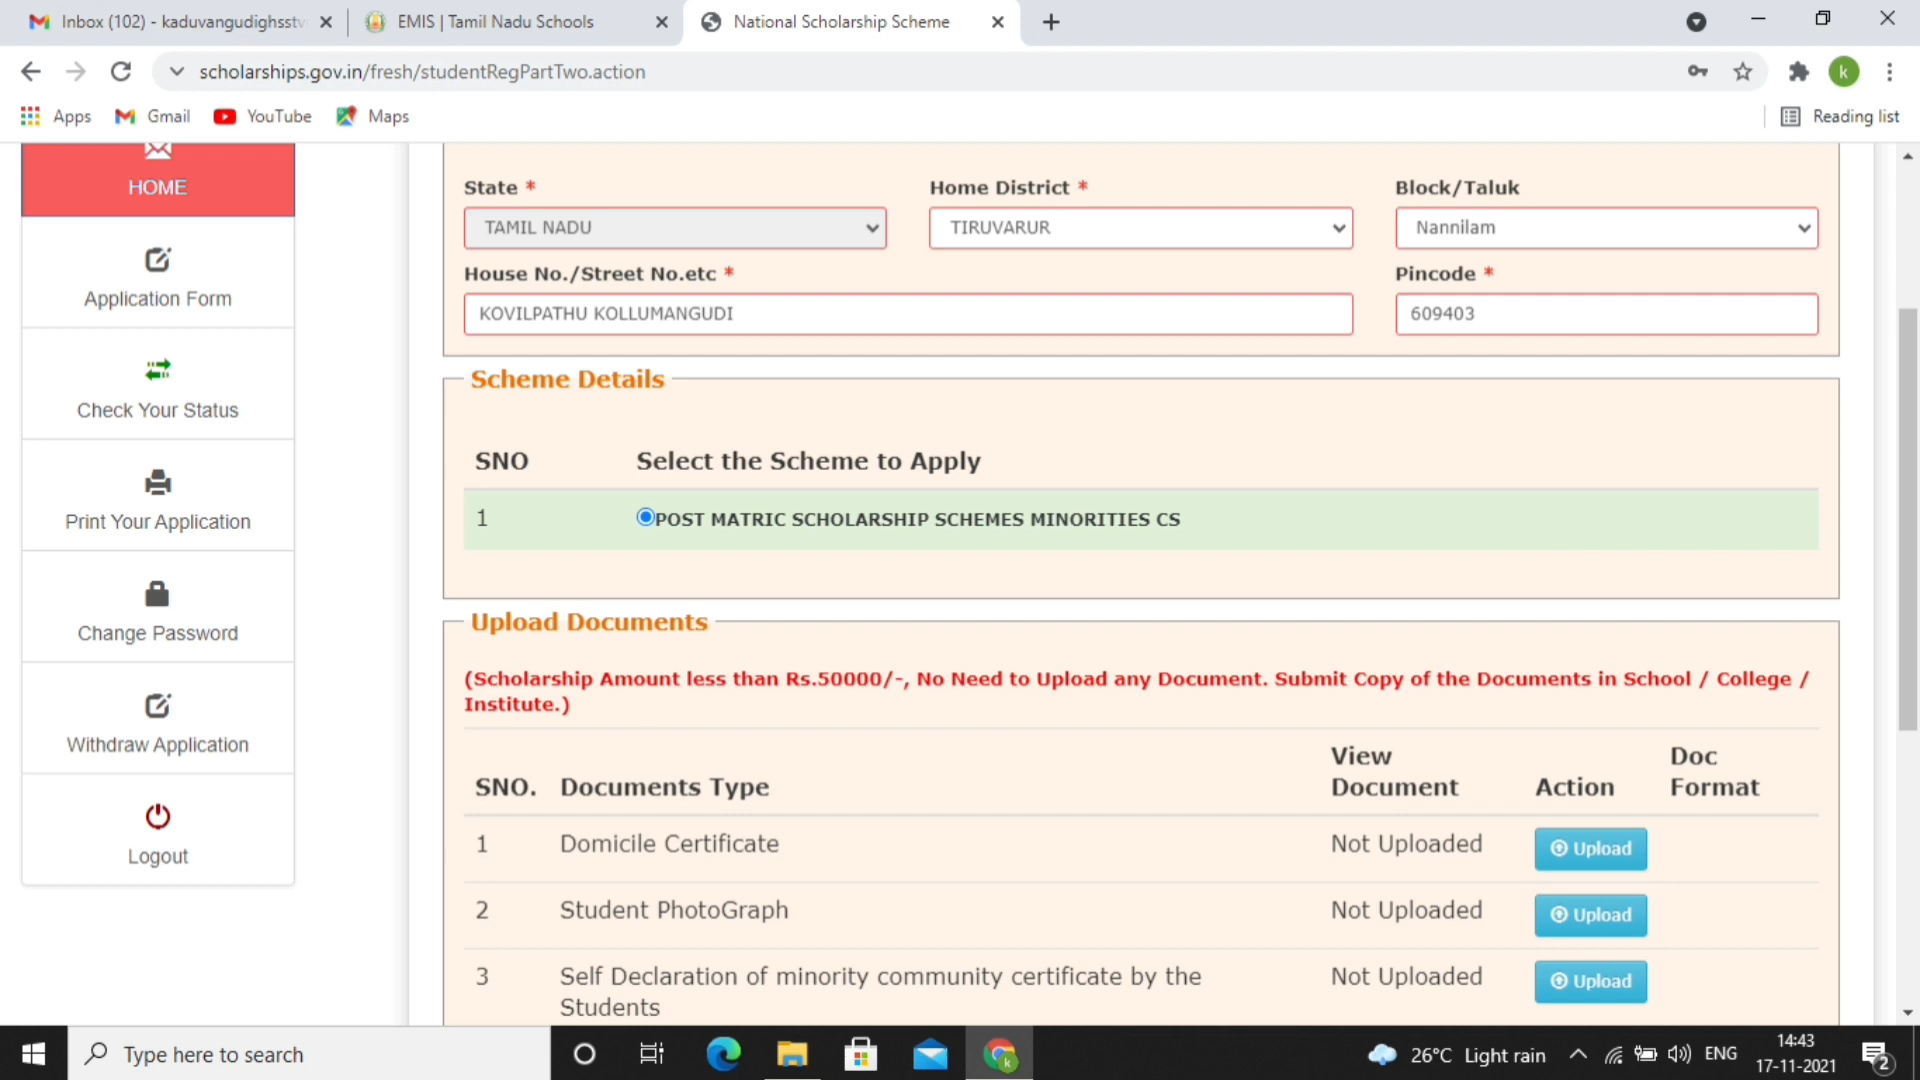 Inbox (102) - kaduvangudighsstv
EMIS | Tamil Nadu Schools
National Scholarship Scheme
scholarships.gov.in/fresh/studentRegPartTwo.action
k
Apps
Gmail
YouTube
Maps
Reading list
HOME
Application Form
Check Your Status
Print Your Application
Change Password
Withdraw Application
Logout
State * Home District * Block/Taluk
TAMIL NADU TIRUVARUR Nannilam
House No./Street No.etc * Pincode *
KOVILPATHU KOLLUMANGUDI 609403
Scheme Details
SNO Select the Scheme to Apply
1 POST MATRIC SCHOLARSHIP SCHEMES MINORITIES CS
Upload Documents
(Scholarship Amount less than Rs.50000/-, No Need to Upload any Document. Submit Copy of the Documents in School / College /
Institute.)
SNO. Documents Type View Document Action Doc Format
1 Domicile Certificate Not Uploaded Upload
2 Student PhotoGraph Not Uploaded Upload
3 Self Declaration of minority community certificate by the Not Uploaded Upload
Students
Type here to search
k
26°C Light rain
ENG
14:43
17-11-2021
2